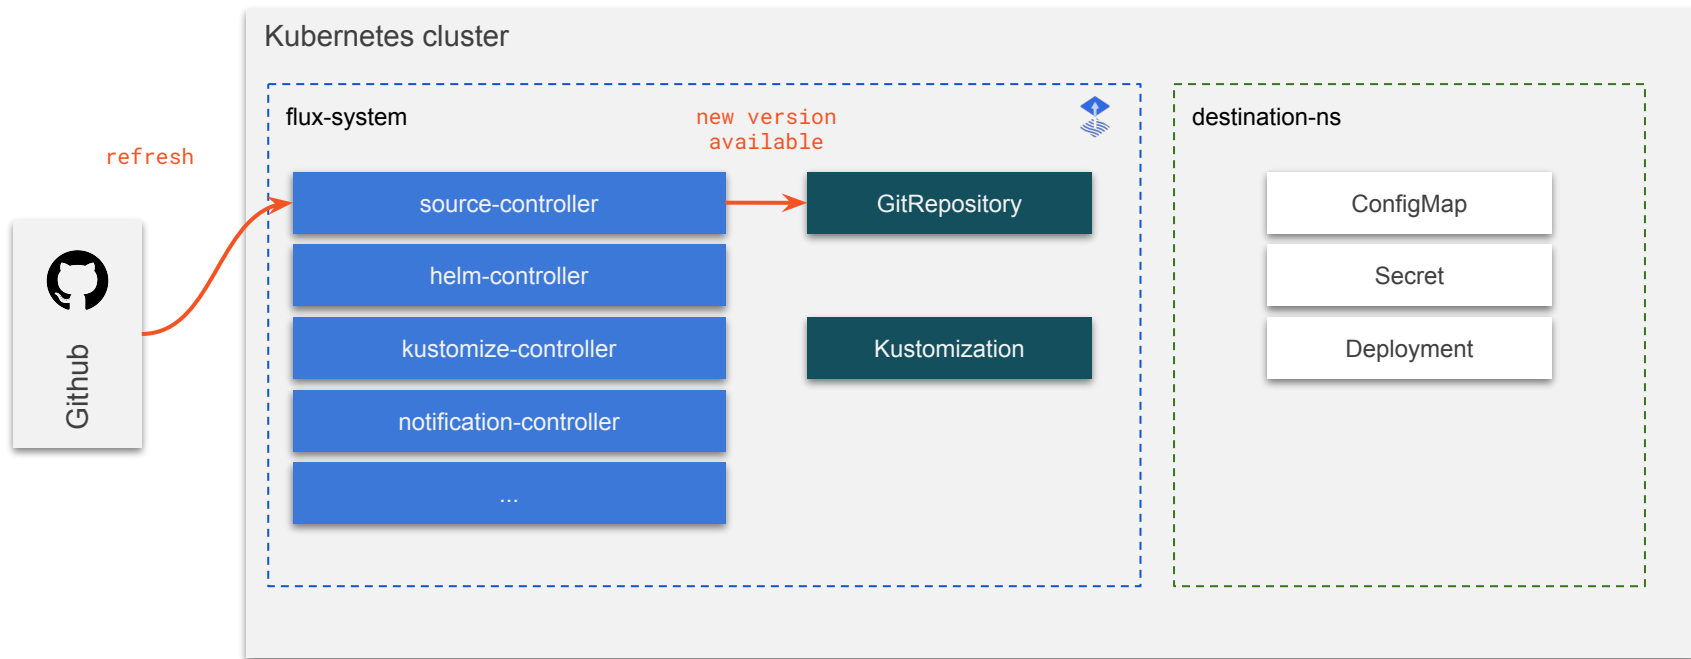 Kubernetes cluster
flux-system
new version
available
destination-ns
refresh
source-controller
GitRepository
ConfigMap
helm-controller
Secret
kustomize-controller
Kustomization
Deployment
Github
notification-controller
...